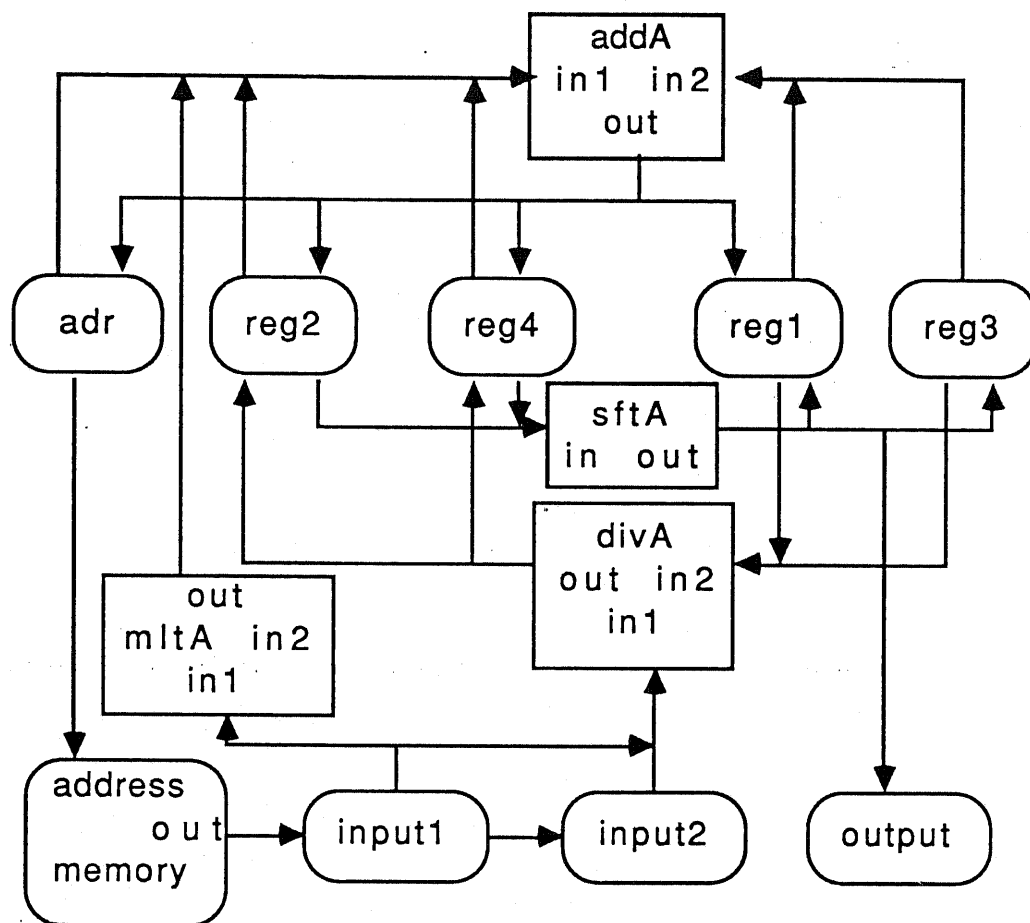 addA
in1 in2
out
adr
reg2
reg4
reg1
reg3
sftA
in out
divA
out in2
in1
out
mltA in2
in1
address
out
memory
input1
input2
output